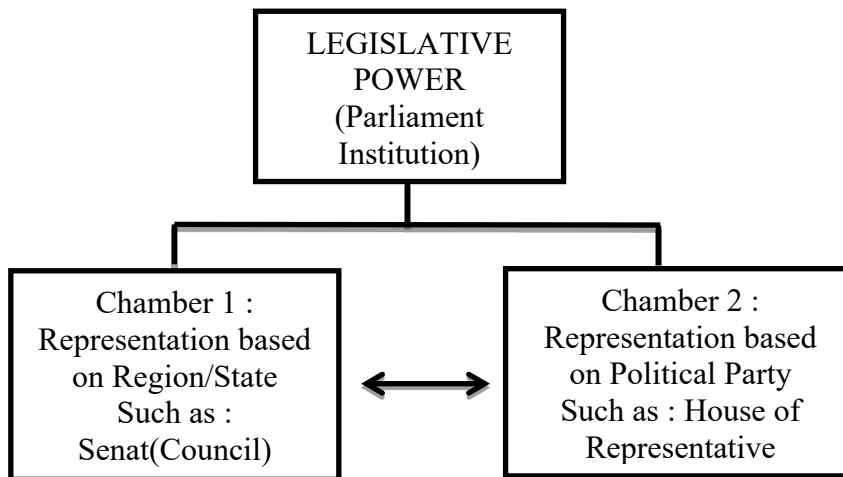 LEGISLATIVE
POWER
(Parliament
Institution)
Chamber 1 :
Representation based
on Region/State
Such as :
Senat(Council)
Chamber 2 :
Representation based
on Political Party
Such as : House of
Representative